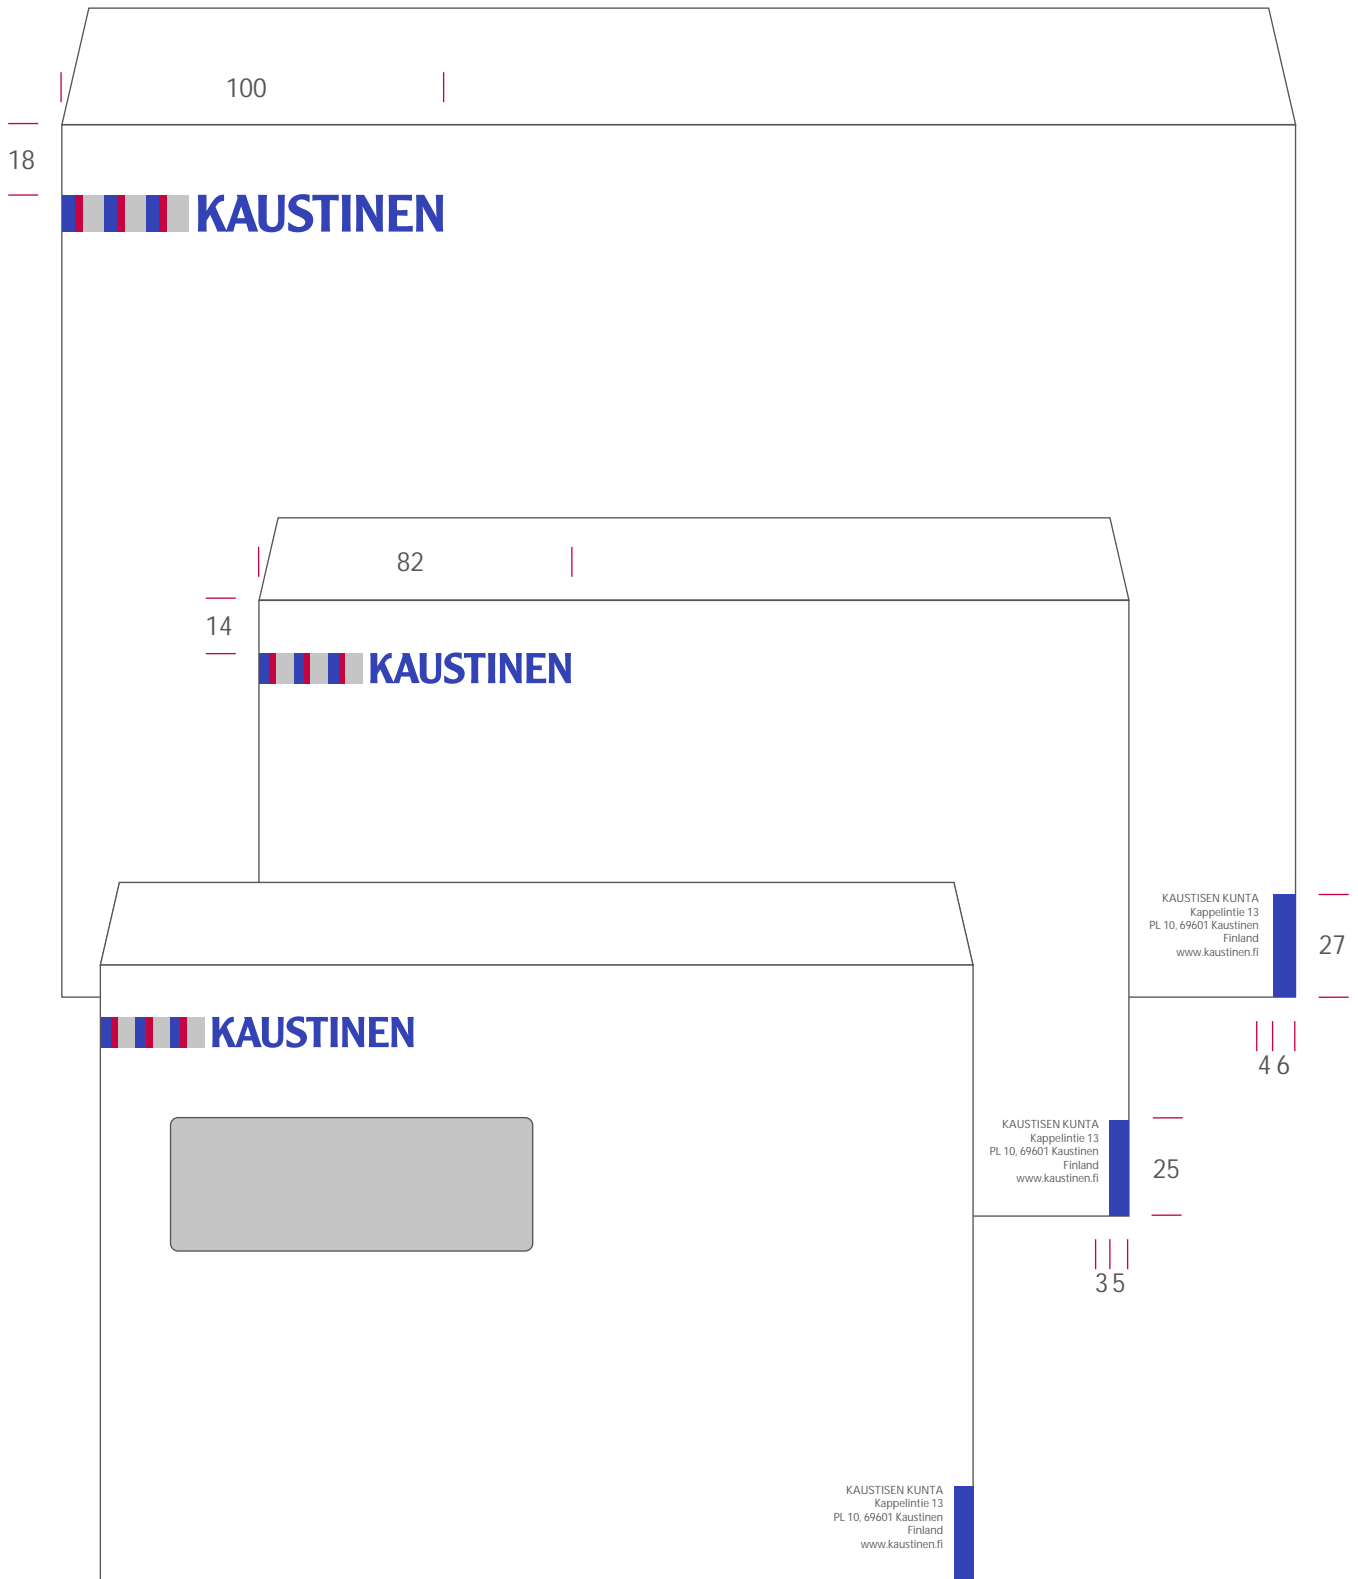 100
18
KAUSTINEN
82
14
KAUSTINEN
KAUSTISEN KUNTA
Kappelintie 13
PL 10, 69601 Kaustinen
Finland
www.kaustinen.fi
27
4 6
KAUSTINEN
KAUSTISEN KUNTA
Kappelintie 13
PL 10, 69601 Kaustinen
Finland
www.kaustinen.fi
25
3 5
KAUSTISEN KUNTA
Kappelintie 13
PL 10, 69601 Kaustinen
Finland
www.kaustinen.fi